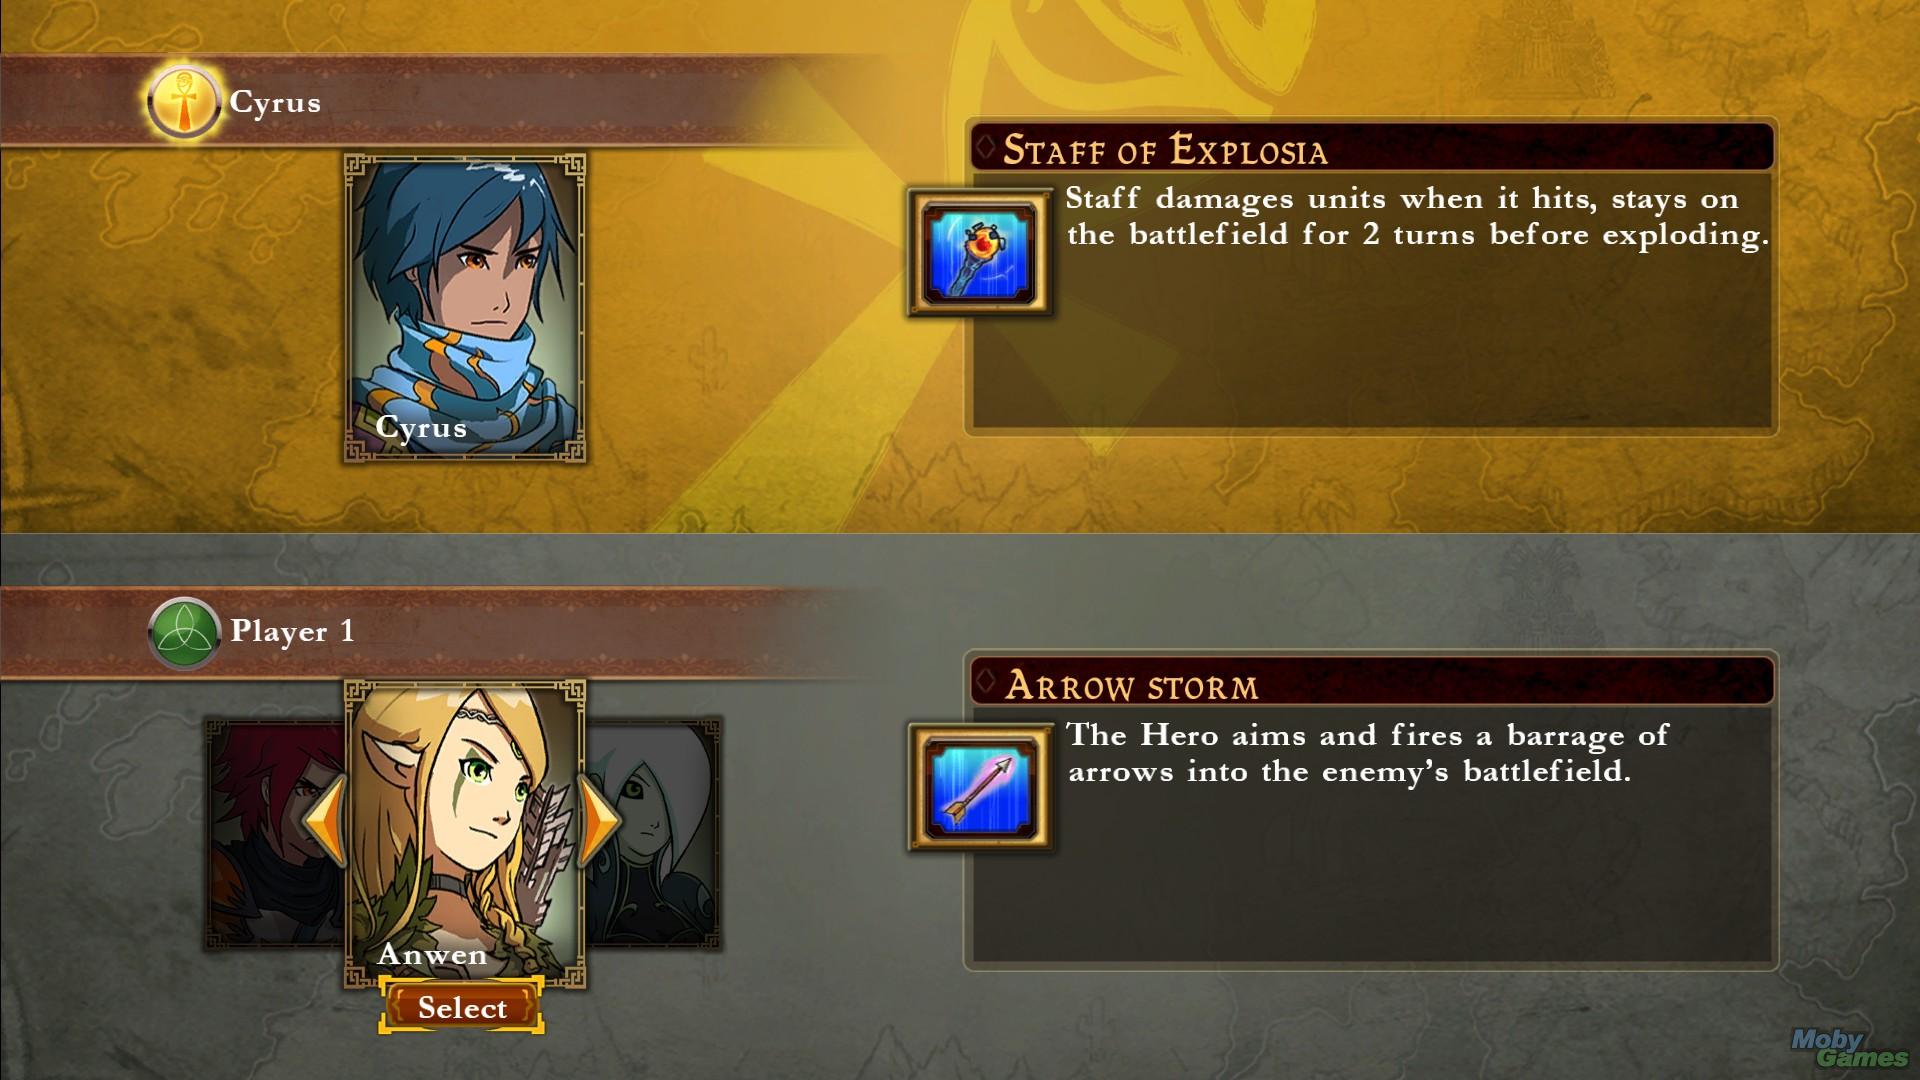 Cyrus
Staff of Explosia
Staff damages units when it hits, stays on
the battlefield for 2 turns before exploding.
Cyrus
Player 1
Arrow storm
The Hero aims and fires a barrage of
arrows into the enemy's battlefield.
Anwen
Select
Moby
Games